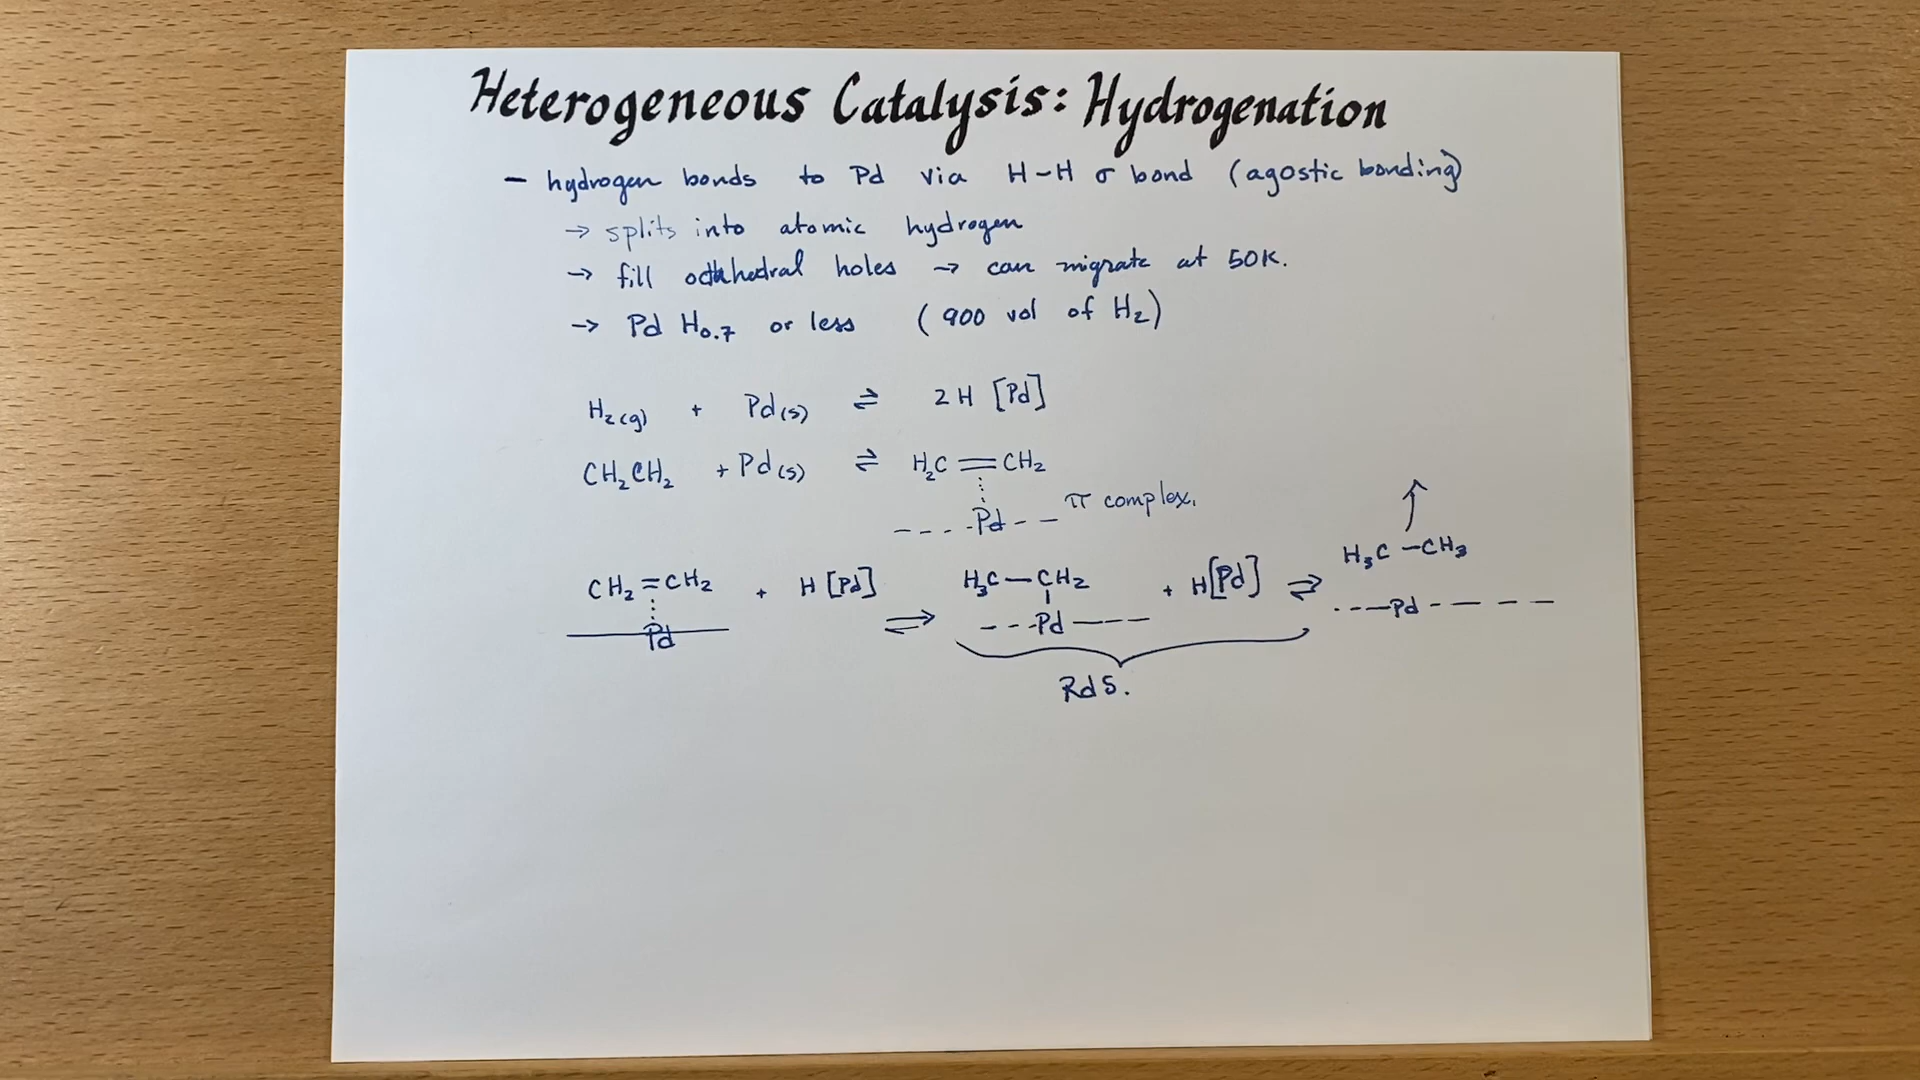 Heterogeneous Catalysis: Hydrogenation
– hydrogen bonds to Pd via H–H σ bond (agostic bonding)
→ splits into atomic hydrogen
→ fill octahedral holes → can migrate at 50K.
→ Pd H0.7 or less (900 vol of H2)
H2(g) + Pd(s) ⇌ 2H [Pd]
CH2CH2 + Pd(s) ⇌ H2C=CH2
---Pd-- π complex.
CH2=CH2 + H [Pd] ⇌ H3C–CH2 + H[Pd] ⇌ H3C–CH3
Pd ---Pd--- ---Pd----
RdS.